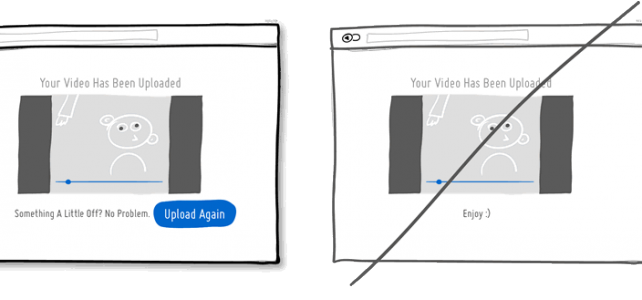 Your Video Has Been Uploaded
Something A Little Off? No Problem.
Upload Again
Your Video Has Been Uploaded
Enjoy :)